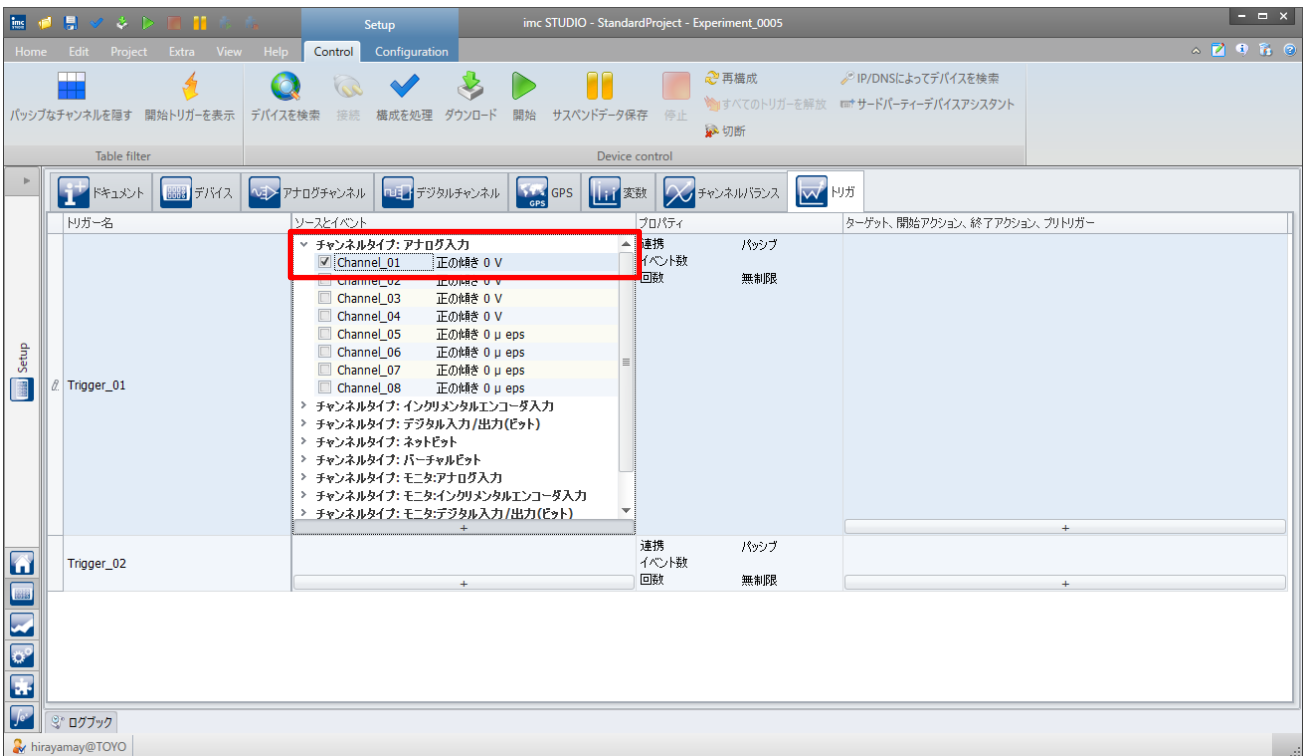 imc STUDIO
Setup
imc STUDIO - StandardProject - Experiment_0005
Home Edit Project Extra View Help Control Configuration
パッシブなチャンネルを隠す 開始トリガーを表示 デバイスを検索 接続 構成を処理 ダウンロード 開始 サスペンドデータ保存 停止
再構成
すべてのトリガーを解放
切断
IP/DNSによってデバイスを検索
サードパーティーデバイスアシスタント
Table filter Device control
ドキュメント デバイス アナログチャンネル デジタルチャンネル GPS GPS 変数 チャンネルバランス トリガ
トリガー名 ソースとイベント プロパティ ターゲット、開始アクション、終了アクション、プリトリガー
Setup
Trigger_01
チャンネルタイプ: アナログ入力
Channel_01 正の傾き 0 V
Channel_02 正の傾き 0 V
Channel_03 正の傾き 0 V
Channel_04 正の傾き 0 V
Channel_05 正の傾き 0 µ eps
Channel_06 正の傾き 0 µ eps
Channel_07 正の傾き 0 µ eps
Channel_08 正の傾き 0 µ eps
チャンネルタイプ: インクリメンタルエンコーダ入力
チャンネルタイプ: デジタル入力/出力(ビット)
チャンネルタイプ: ネットビット
チャンネルタイプ: バーチャルビット
チャンネルタイプ: モニタ:アナログ入力
チャンネルタイプ: モニタ:インクリメンタルエンコーダ入力
チャンネルタイプ: モニタ:デジタル入力/出力(ビット)
+
連携 パッシブ
イベント数
回数 無制限
+
Trigger_02
+
連携 パッシブ
イベント数
回数 無制限
+
ログブック
hirayamay@TOYO